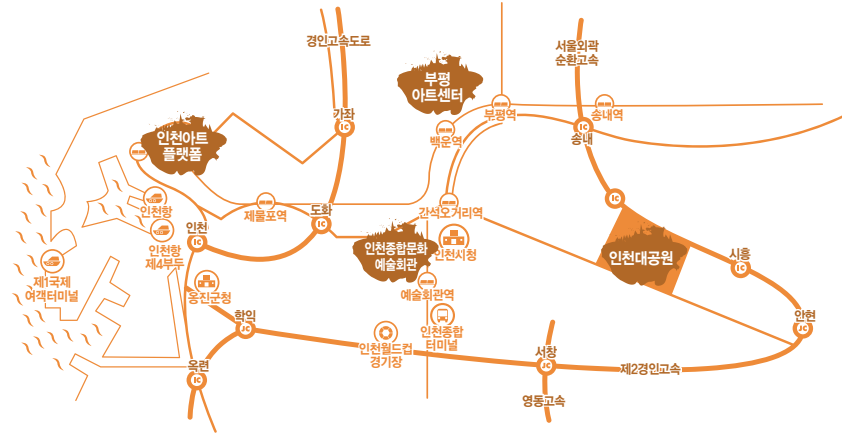 경인고속도로
서울외곽
순환고속
부평
아트센터
가좌
IC
부평역
송내역
백운역
IC
송내
인천아트
플랫폼
인천항
제물포역
도화
IC
간석오거리역
IC
인천
IC
인천항
제4부두
인천종합문화
예술회관
인천시청
인천대공원
시흥
IC
제1국제
여객터미널
옹진군청
예술회관역
학익
JC
인천월드컵
경기장
인천종합
터미널
안현
JC
서창
JC
제2경인고속
옥련
IC
영동고속